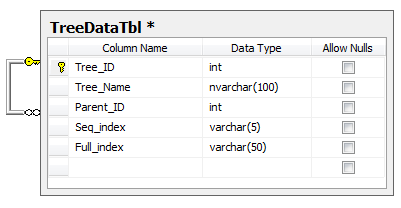 TreeDataTbl *
Column Name Data Type Allow Nulls
Tree_ID int
Tree_Name nvarchar(100)
Parent_ID int
Seq_index varchar(5)
Full_index varchar(50)